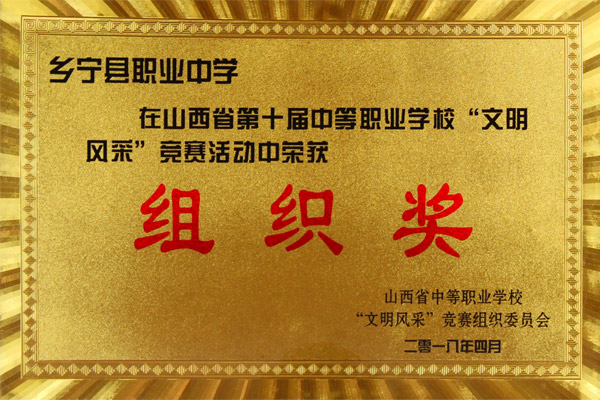 乡宁县职业中学
在山西省第十届中等职业学校“文明
风采”竞赛活动中荣获
组织奖
山西省中等职业学校
“文明风采”竞赛组织委员会
二零一八年四月